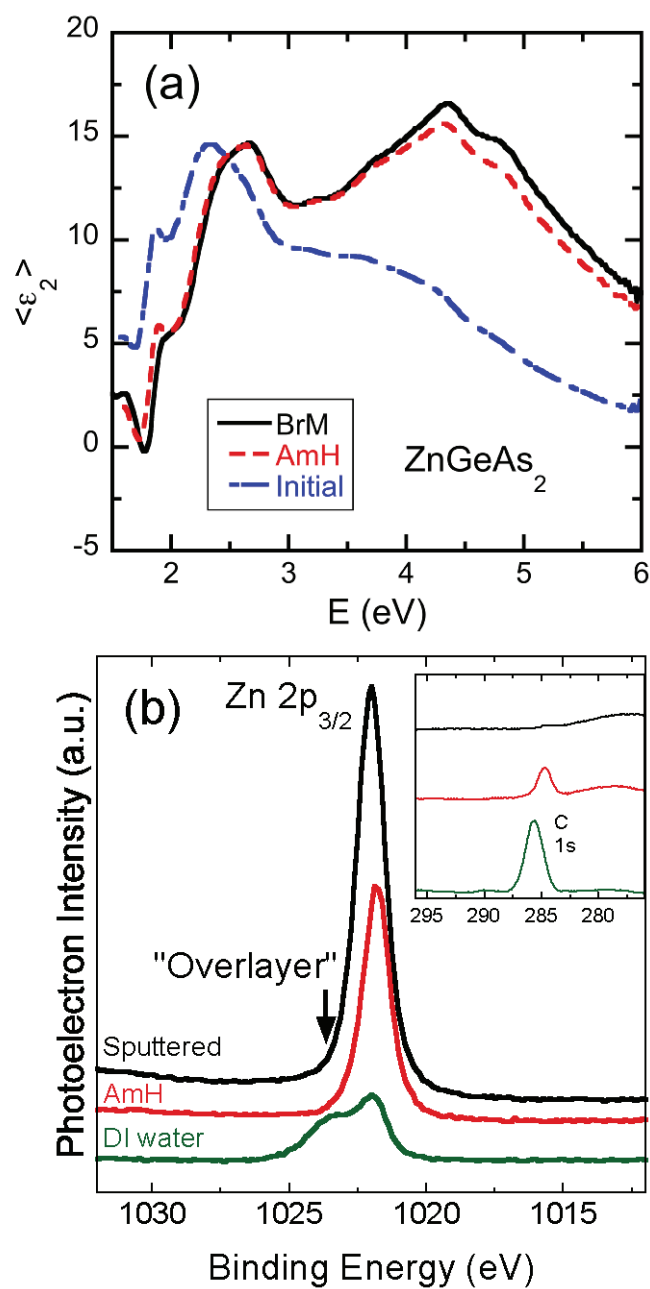 (a)
20
15
10
5
0
-5
<ε₂>
BrM
AmH
Initial
ZnGeAs₂
2 3 4 5 6
E (eV)
(b)
Zn 2p₃/₂
Photoelectron Intensity (a.u.)
C
1s
295 290 285 280
"Overlayer"
Sputtered
AmH
DI water
1030 1025 1020 1015
Binding Energy (eV)